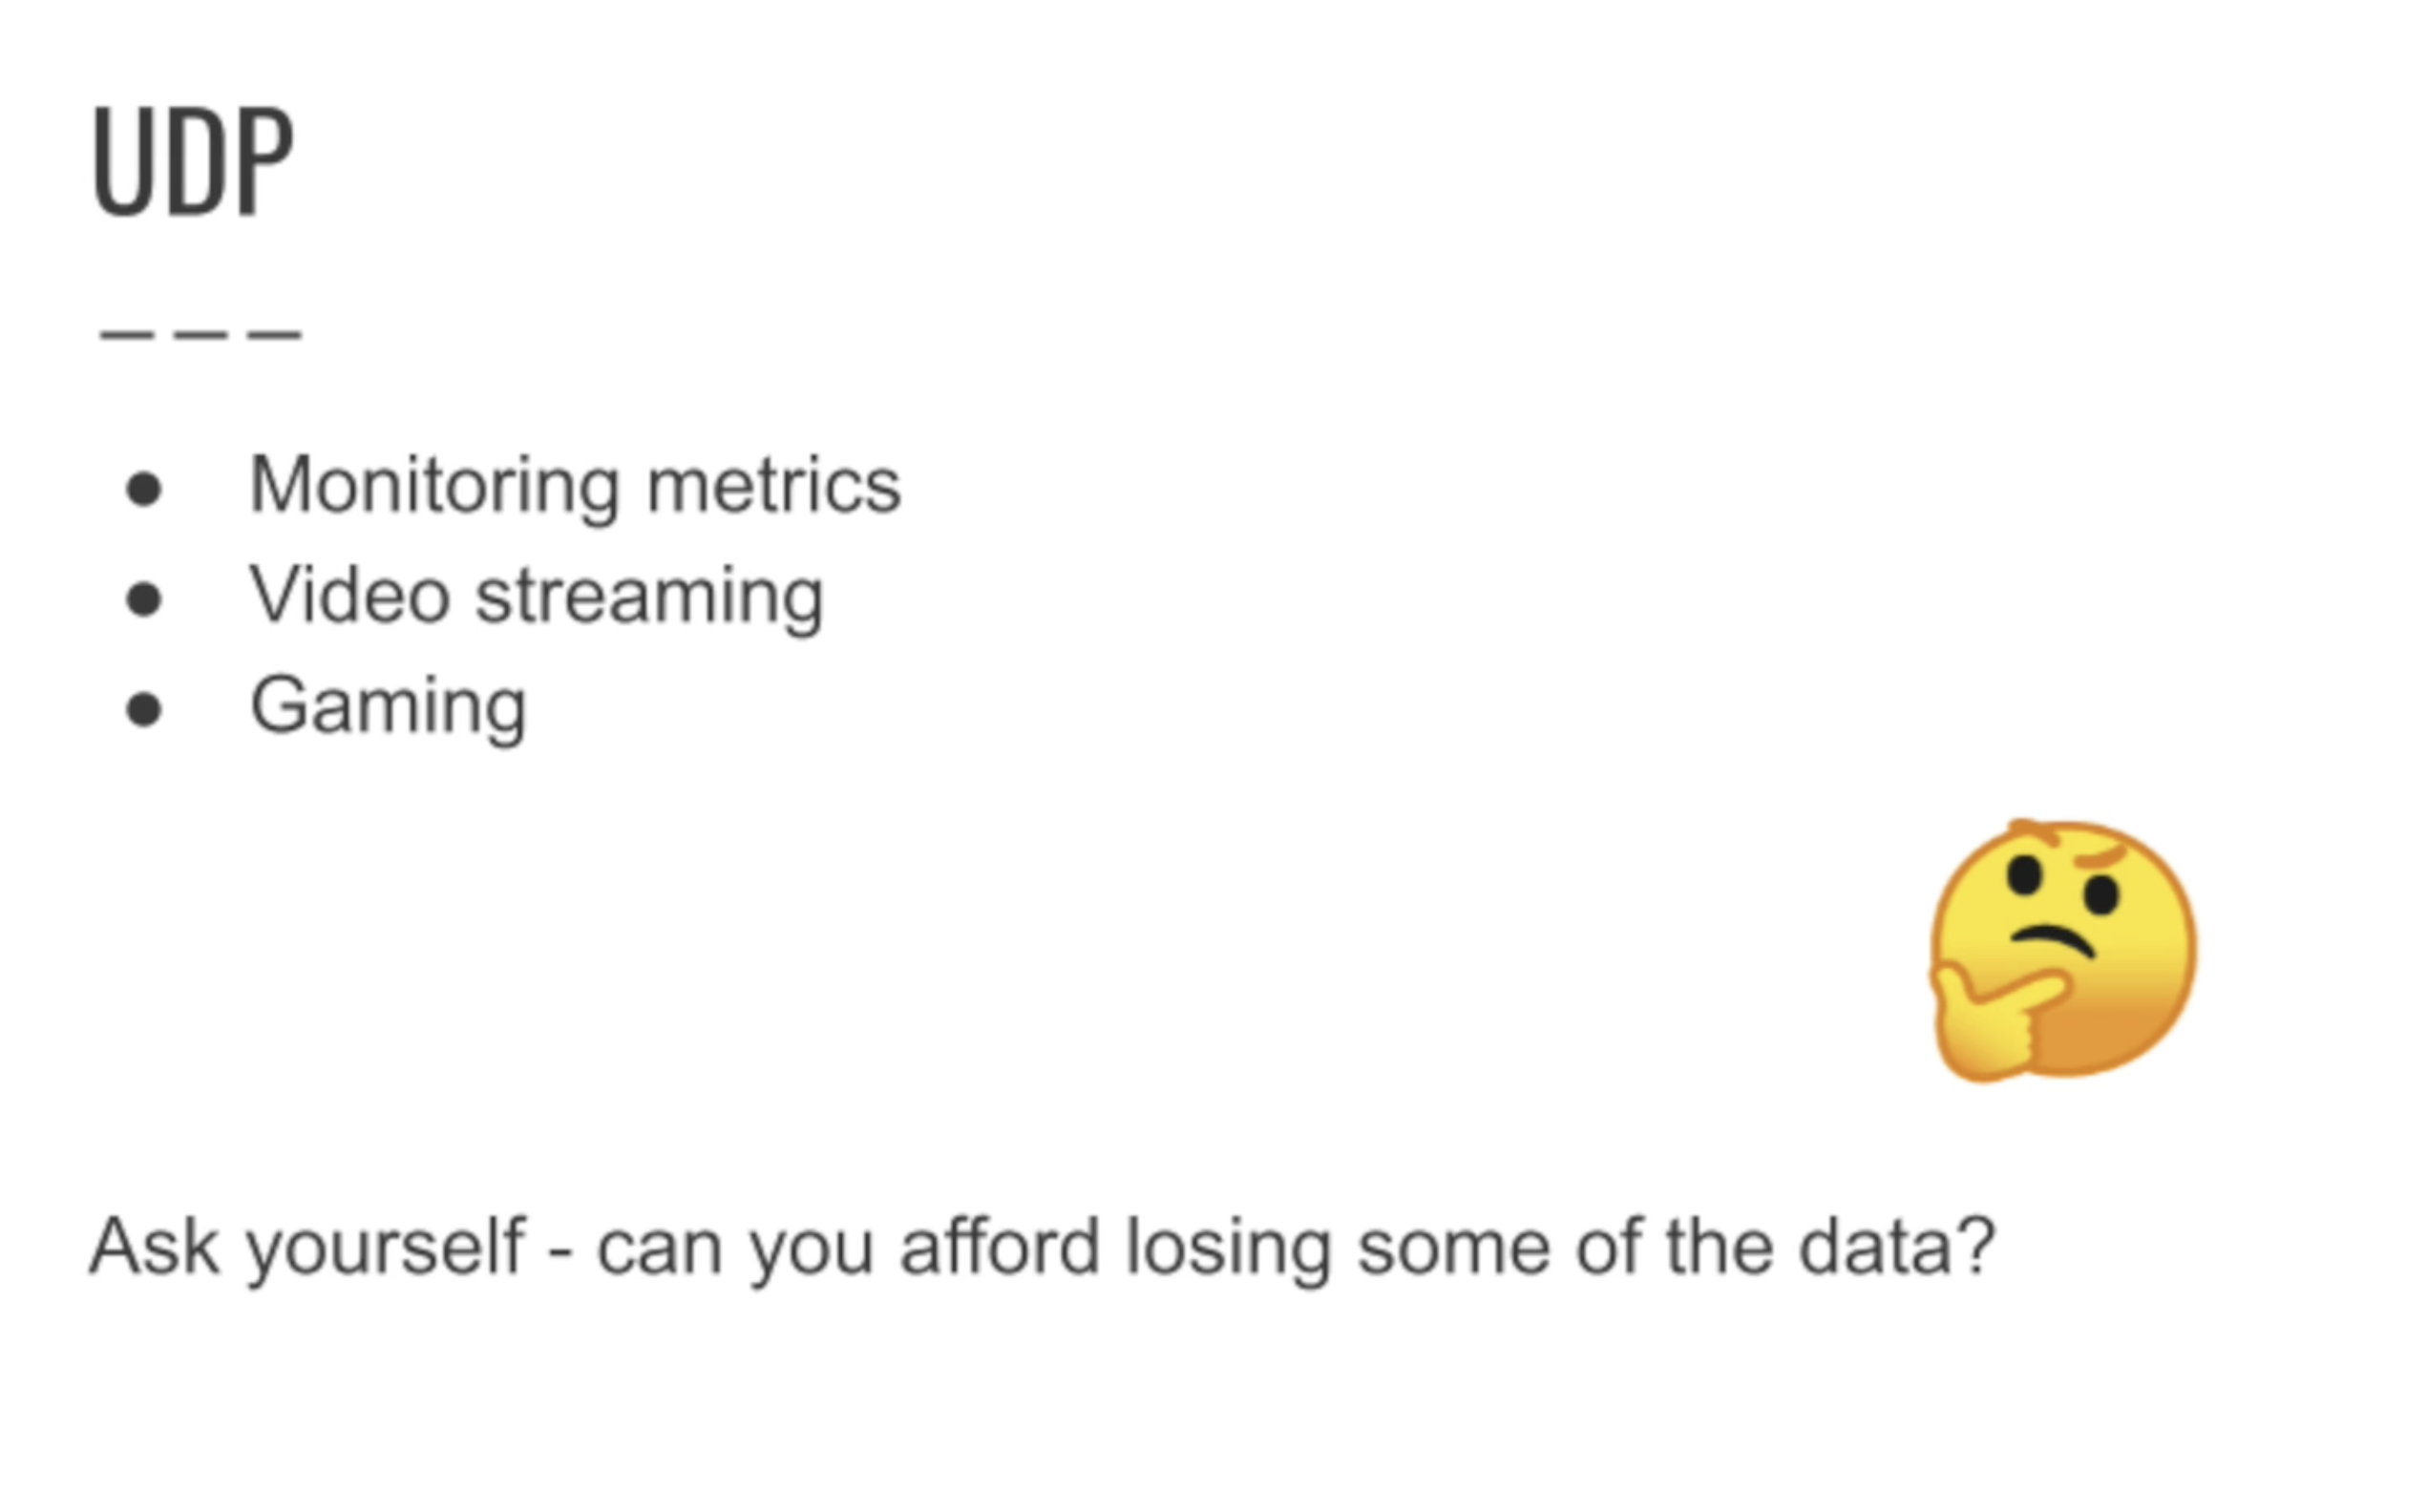 UDP
– – –
● Monitoring metrics
● Video streaming
● Gaming
Ask yourself - can you afford losing some of the data?